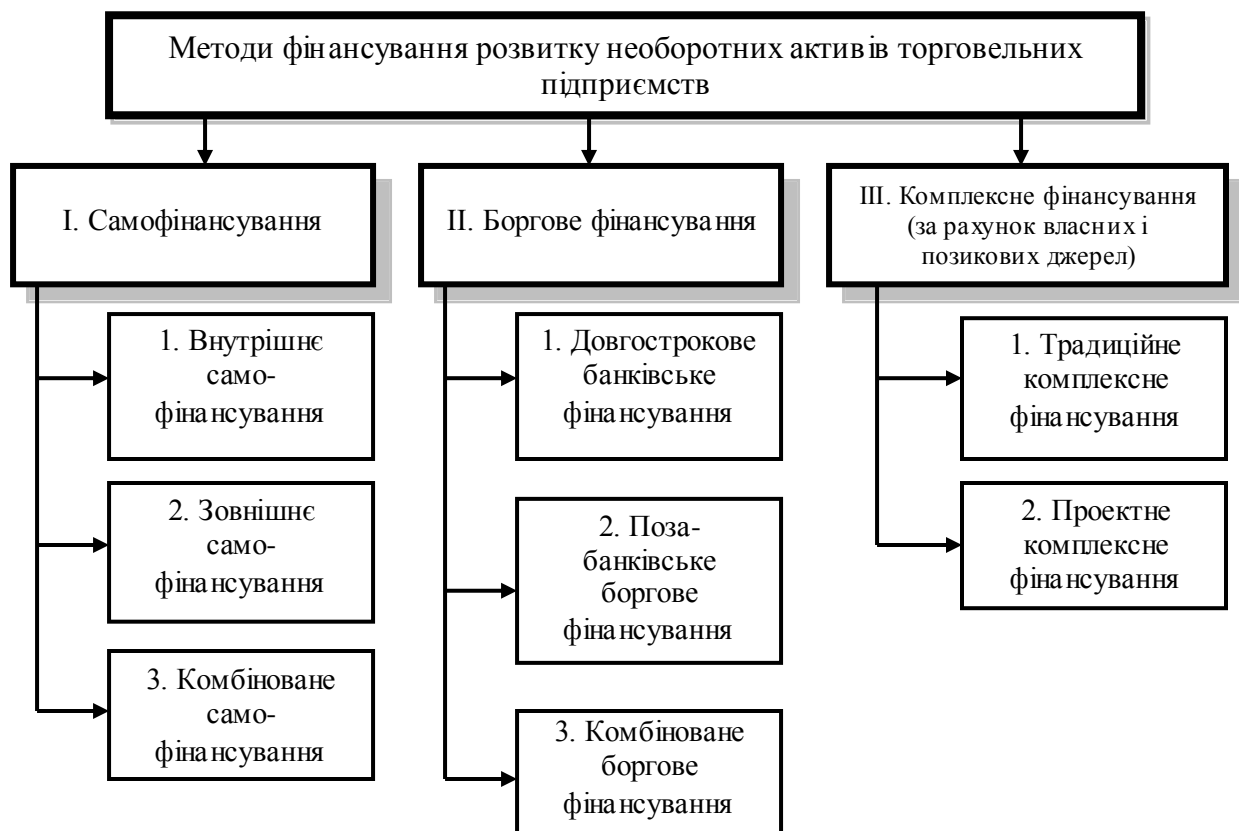 Методи фінансування розвитку необоротних активів торговельних
підприємств
І. Самофінансування
ІІ. Боргове фінансування
ІІІ. Комплексне фінансування
(за рахунок власних і
позикових джерел)
1. Внутрішнє
само-
фінансування
2. Зовнішнє
само-
фінансування
3. Комбіноване
само-
фінансування
1. Довгострокове
банківське
фінансування
2. Поза-
банківське
боргове
фінансування
3. Комбіноване
боргове
фінансування
1. Традиційне
комплексне
фінансування
2. Проектне
комплексне
фінансування